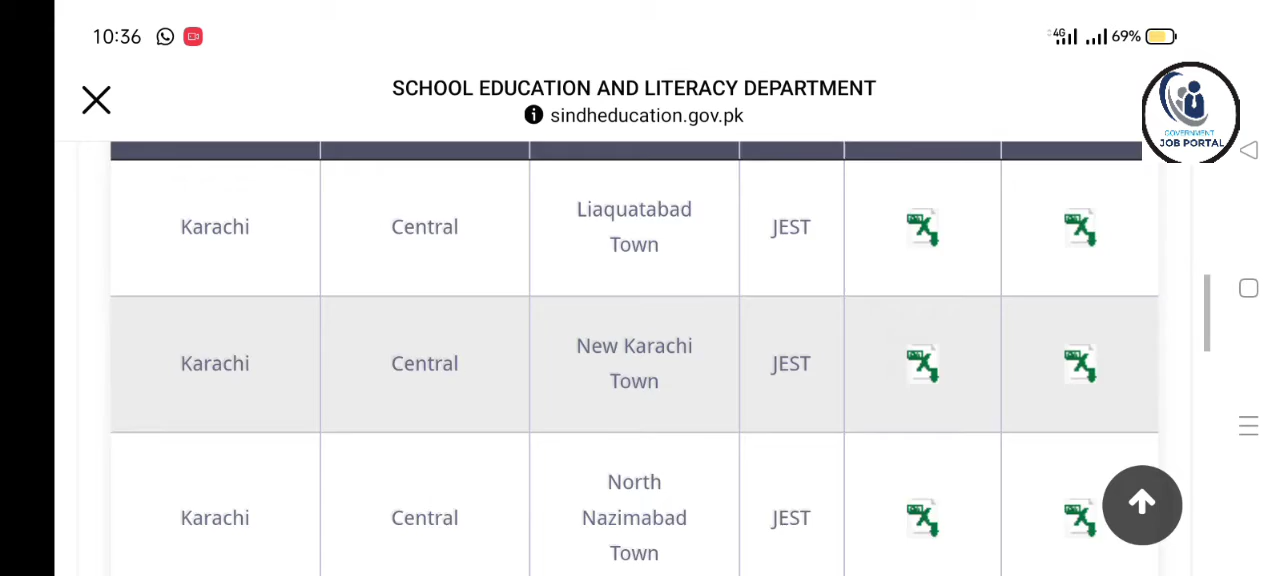 10:36
4G 69%
SCHOOL EDUCATION AND LITERACY DEPARTMENT
sindheducation.gov.pk
GOVERNMENT
JOB PORTAL
Karachi Central Liaquatabad Town JEST
Karachi Central New Karachi Town JEST
Karachi Central North Nazimabad Town JEST